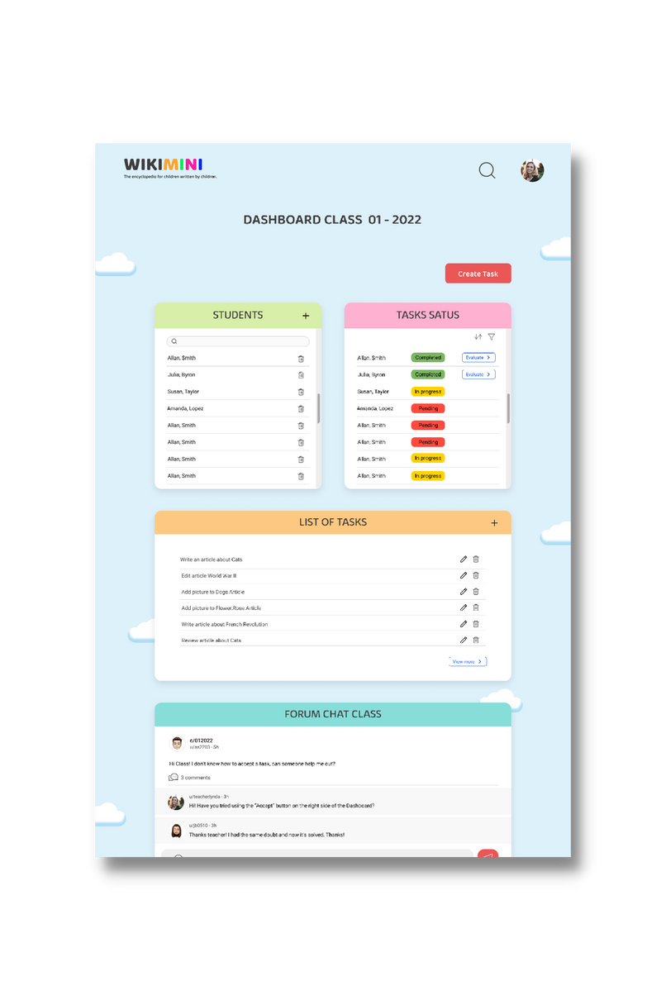 WIKIMINI
The encyclopedia for children written by children.
DASHBOARD CLASS 01 - 2022
Create Task
STUDENTS +
Allan, Smith
Julia, Byron
Susan, Taylor
Amanda, Lopez
Allan, Smith
Allan, Smith
Allan, Smith
Allan, Smith
TASKS SATUS
Allan, Smith Completed Evaluate >
Julia, Byron Completed Evaluate >
Susan, Taylor In progress
Amanda, Lopez Pending
Allan, Smith Pending
Allan, Smith Pending
Allan, Smith In progress
Allan, Smith In progress
LIST OF TASKS +
Write an article about Cats
Edit article World War II
Add picture to Dogs Article
Add picture to Flower.Rose Article
Write article about French Revolution
Review article about Cats
View more >
FORUM CHAT CLASS
c/012022
u/as2203 - 5h
Hi Class! I don't know how to accept a task, can someone help me out?
3 comments
u/teacherlynda - 3h
Hi! Have you tried using the "Accept" button on the right side of the Dashboard?
u/jb0510 - 3h
Thanks teacher! I had the same doubt and now it's solved. Thanks!